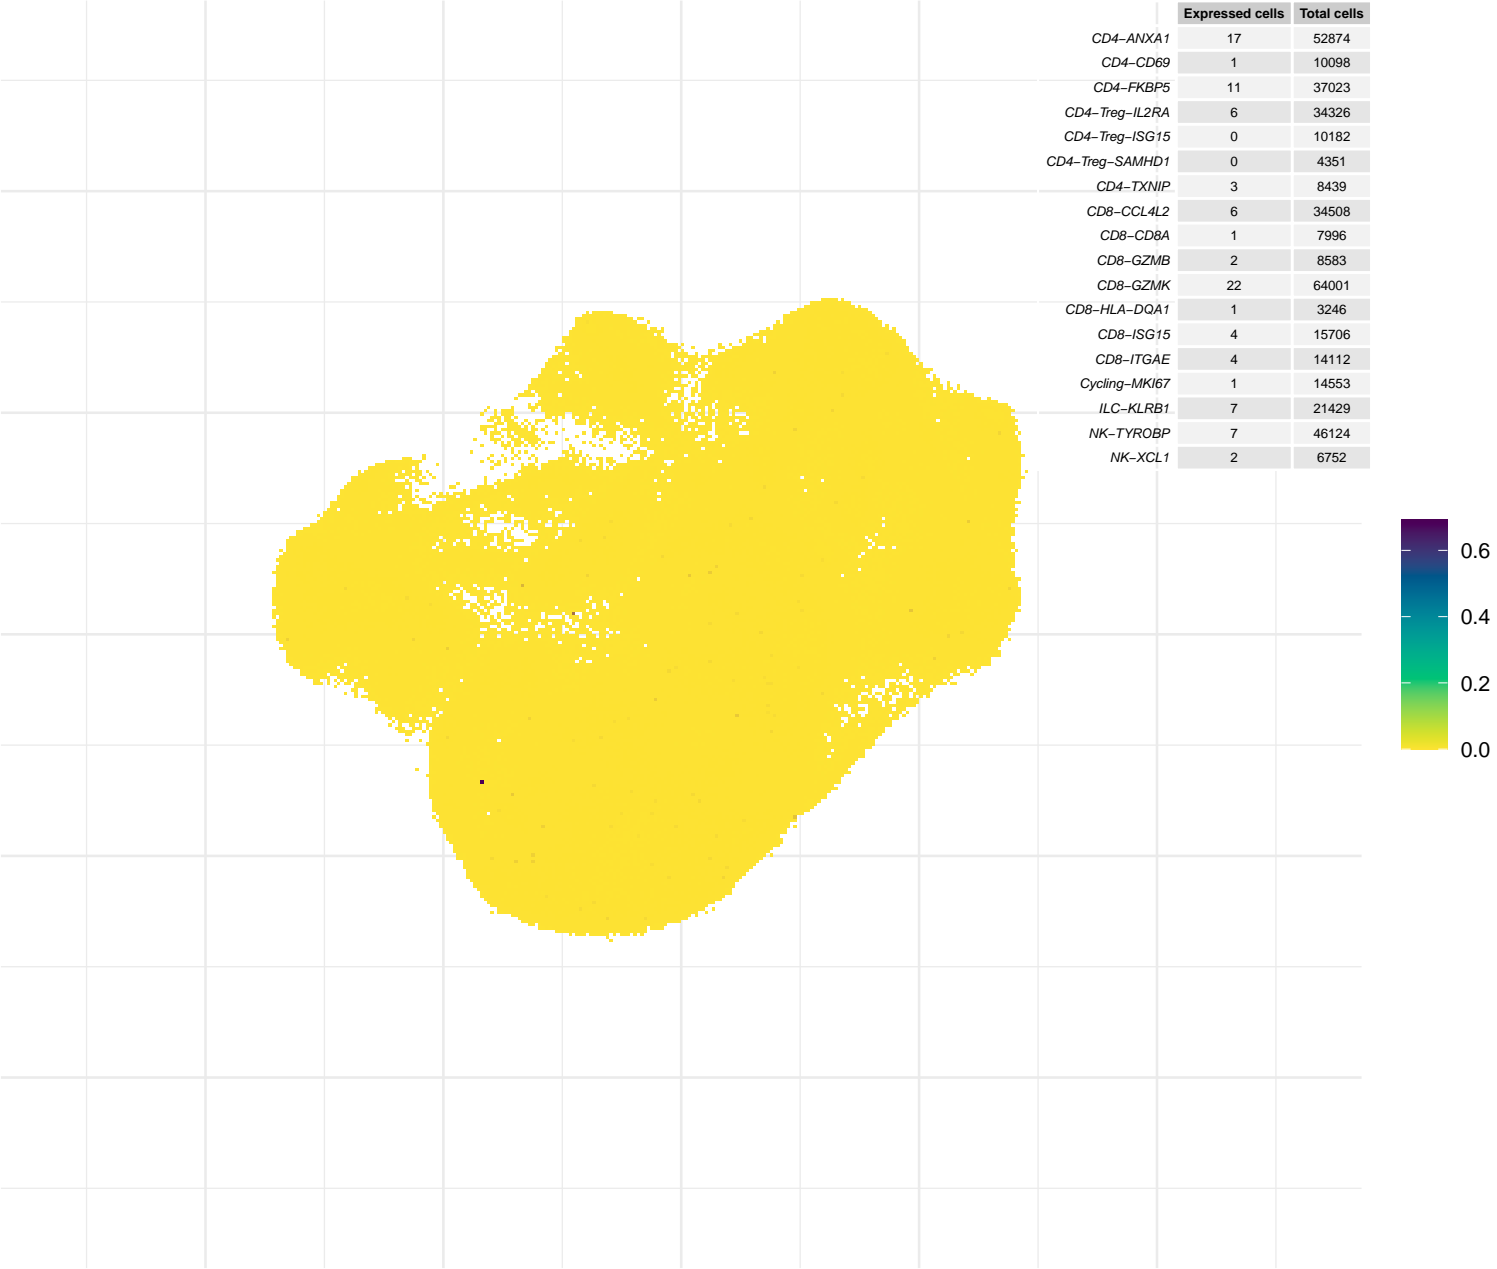 Expressed cells Total cells
CD4−ANXA1 17 52874
CD4−CD69 1 10098
CD4−FKBP5 11 37023
CD4−Treg−IL2RA 6 34326
CD4−Treg−ISG15 0 10182
CD4−Treg−SAMHD1 0 4351
CD4−TXNIP 3 8439
CD8−CCL4L2 6 34508
CD8−CD8A 1 7996
CD8−GZMB 2 8583
CD8−GZMK 22 64001
CD8−HLA−DQA1 1 3246
CD8−ISG15 4 15706
CD8−ITGAE 4 14112
Cycling−MKI67 1 14553
ILC−KLRB1 7 21429
NK−TYROBP 7 46124
NK−XCL1 2 6752
0.6
0.4
0.2
0.0